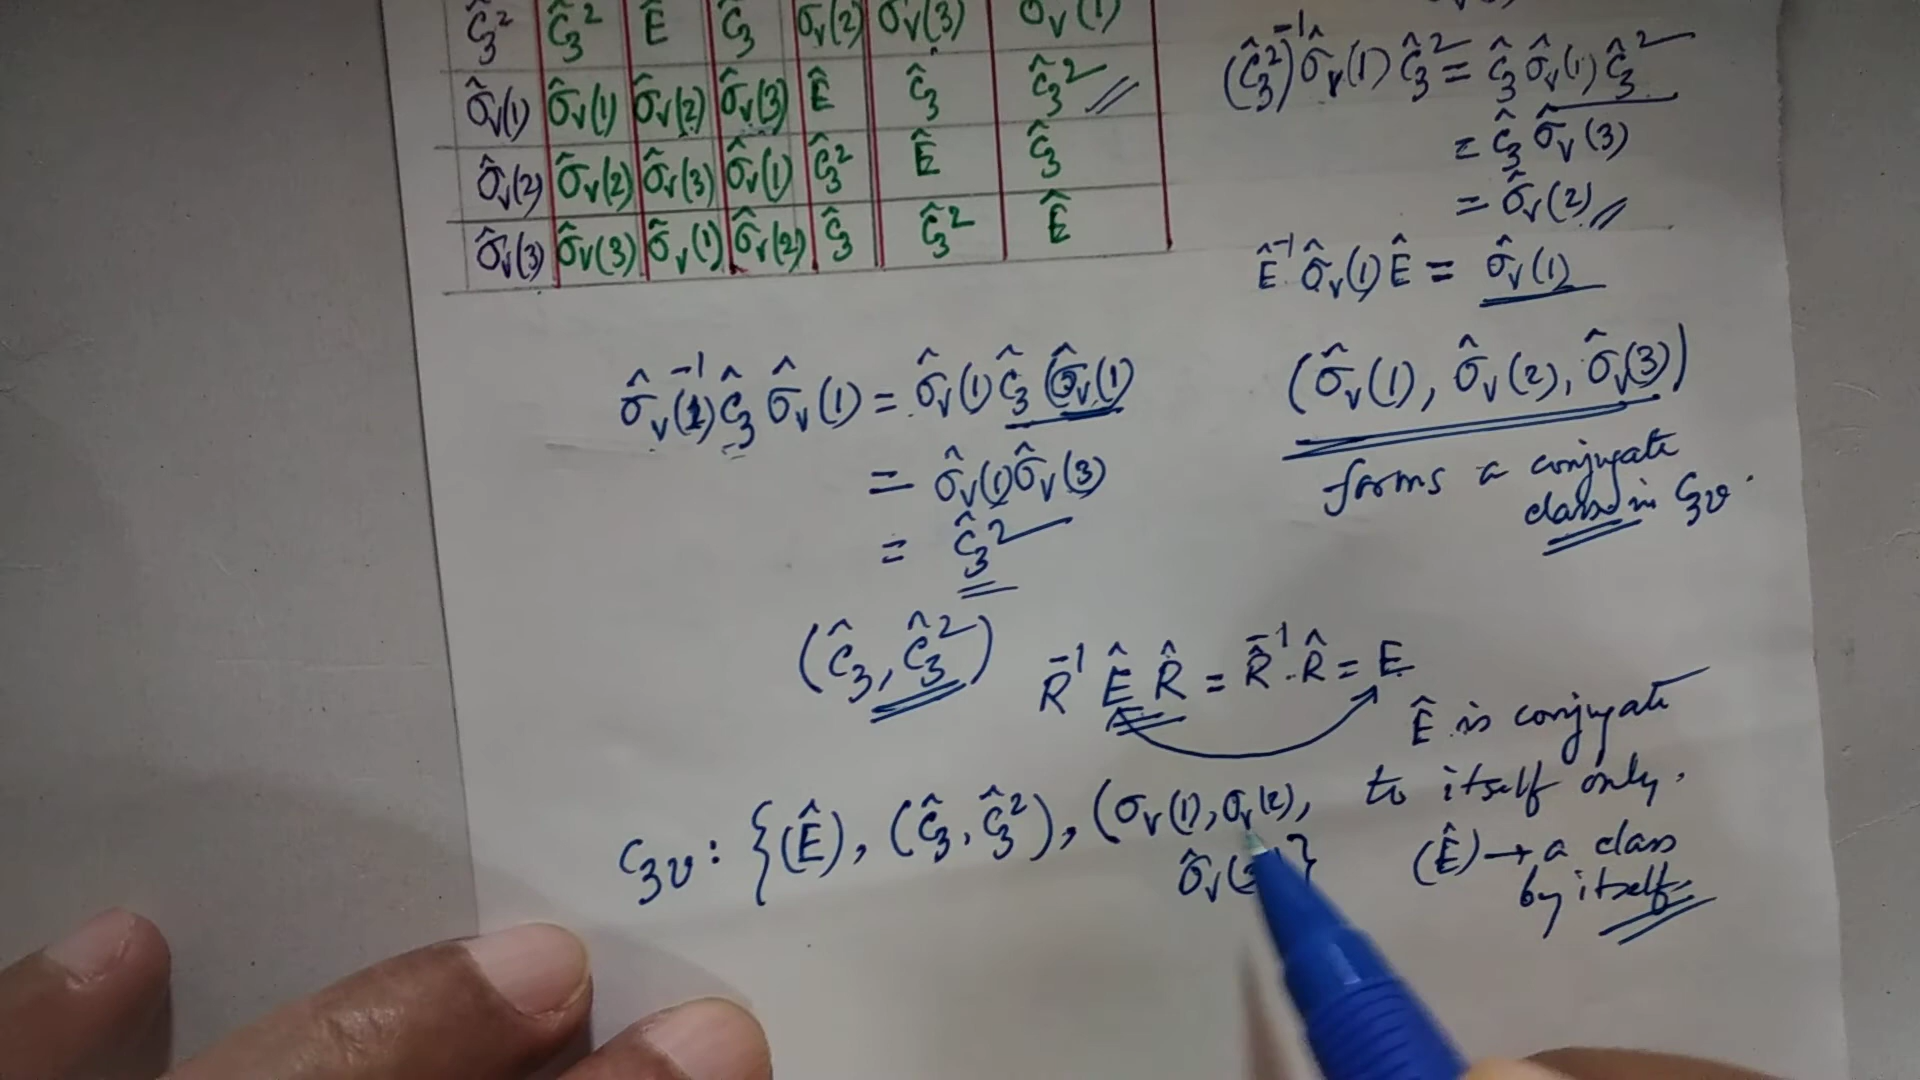 Ĉ₃² | Ĉ₃² | Ê | Ĉ₃ | σ̂ᵥ(2) | σ̂ᵥ(3) | σ̂ᵥ(1)
σ̂ᵥ(1) | σ̂ᵥ(1) | σ̂ᵥ(2) | σ̂ᵥ(3) | Ê | Ĉ₃ | Ĉ₃²
σ̂ᵥ(2) | σ̂ᵥ(2) | σ̂ᵥ(3) | σ̂ᵥ(1) | Ĉ₃² | Ê | Ĉ₃
σ̂ᵥ(3) | σ̂ᵥ(3) | σ̂ᵥ(1) | σ̂ᵥ(2) | Ĉ₃ | Ĉ₃² | Ê
(Ĉ₃²)⁻¹ σ̂ᵥ(1) Ĉ₃² = Ĉ₃ σ̂ᵥ(1) Ĉ₃²
= Ĉ₃ σ̂ᵥ(3)
= σ̂ᵥ(2)
Ê⁻¹ σ̂ᵥ(1) Ê = σ̂ᵥ(1)
(σ̂ᵥ(1), σ̂ᵥ(2), σ̂ᵥ(3))
forms a conjugate
class in C₃ᵥ.
σ̂ᵥ⁻¹(1) Ĉ₃ σ̂ᵥ(1) = σ̂ᵥ(1) Ĉ₃ σ̂ᵥ(1)
= σ̂ᵥ(1) σ̂ᵥ(3)
= Ĉ₃²
(Ĉ₃, Ĉ₃²)
R⁻¹ Ê R̂ = R̂⁻¹ · R̂ = E
Ê is conjugate
to itself only.
(Ê) → a class
by itself
C₃ᵥ : {(Ê), (Ĉ₃, Ĉ₃²), (σᵥ(1), σᵥ(2),
σ̂ᵥ( }